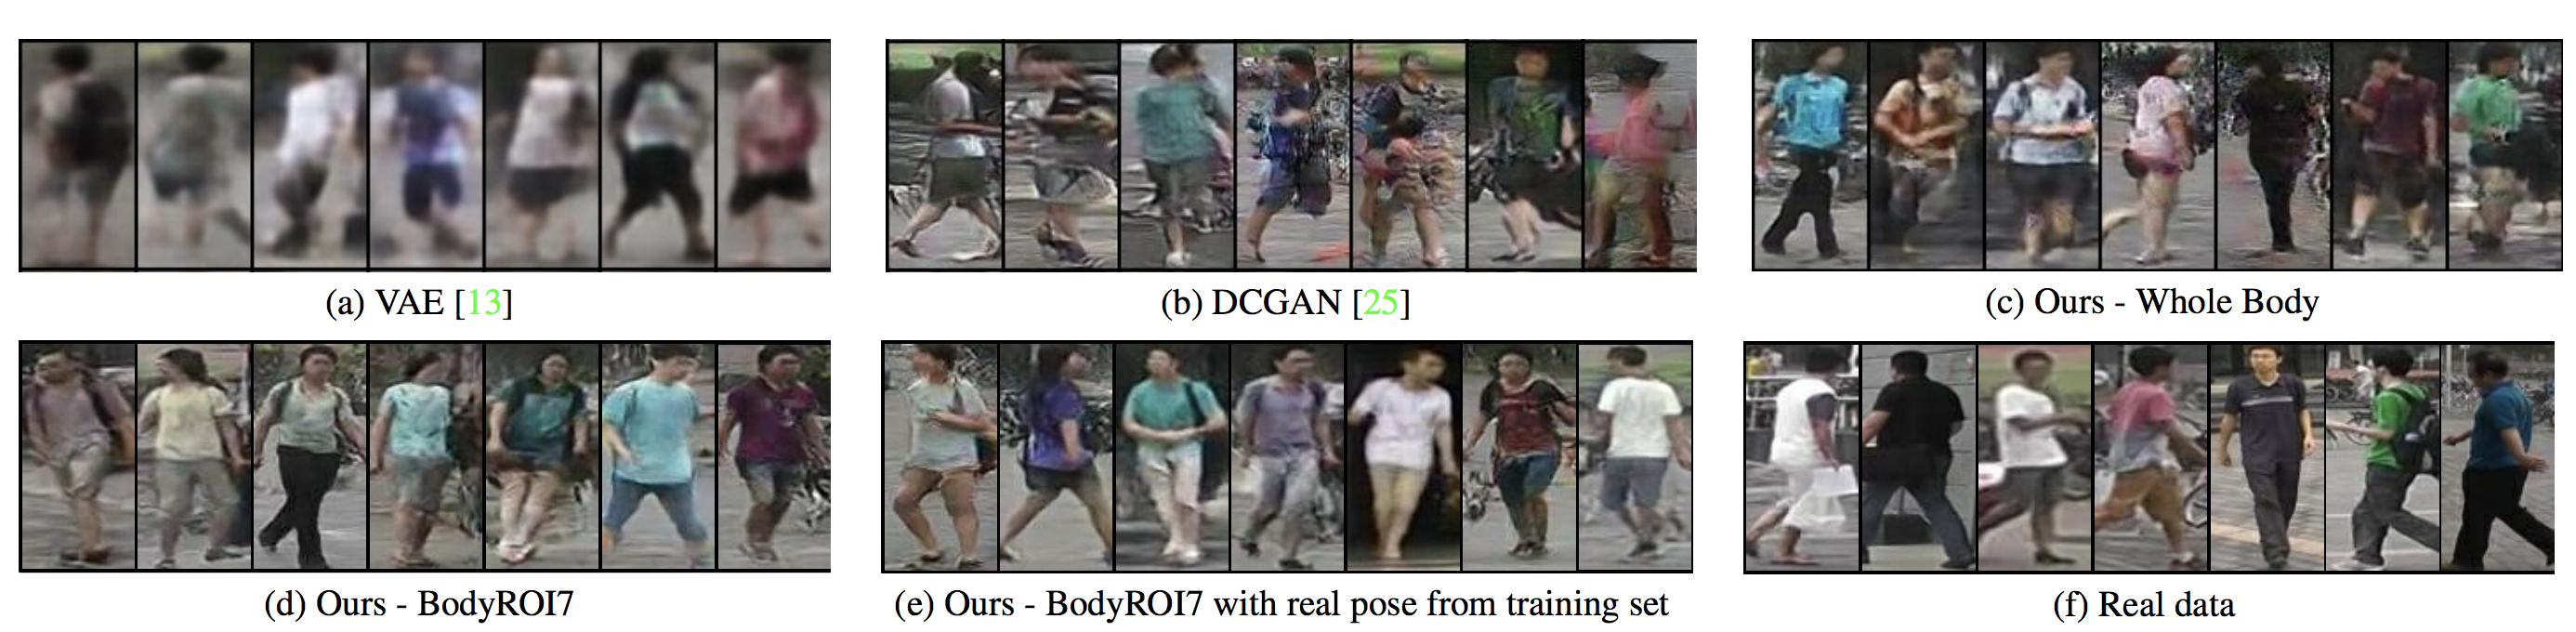 (a) VAE [13]
(b) DCGAN [25]
(c) Ours - Whole Body
(d) Ours - BodyROI7
(e) Ours - BodyROI7 with real pose from training set
(f) Real data